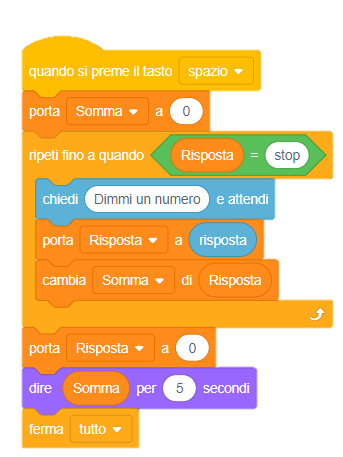 quando si preme il tasto spazio
porta Somma a 0
ripeti fino a quando Risposta = stop
chiedi Dimmi un numero e attendi
porta Risposta a risposta
cambia Somma di Risposta
porta Risposta a 0
dire Somma per 5 secondi
ferma tutto